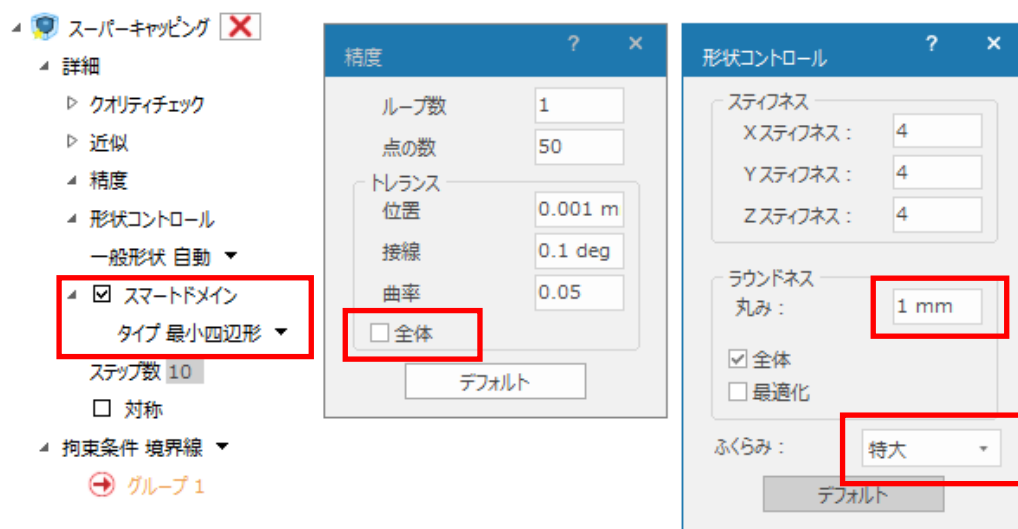 スーパーキャッピング
詳細
クオリティチェック
近似
精度
形状コントロール
一般形状 自動
スマートドメイン
タイプ 最小四辺形
ステップ数 10
対称
拘束条件 境界線
グループ 1
精度 ? ×
ループ数 1
点の数 50
トレランス
位置 0.001 m
接線 0.1 deg
曲率 0.05
全体
デフォルト
形状コントロール ? ×
スティフネス
X スティフネス : 4
Y スティフネス : 4
Z スティフネス : 4
ラウンドネス
丸み : 1 mm
全体
最適化
ふくらみ : 特大
デフォルト